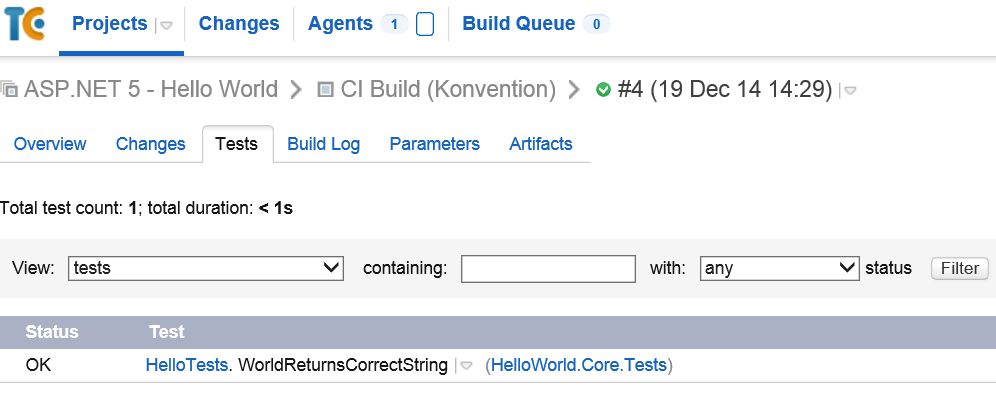 TC Projects Changes Agents 1 Build Queue 0
ASP.NET 5 - Hello World CI Build (Konvention) #4 (19 Dec 14 14:29)
Overview Changes Tests Build Log Parameters Artifacts
Total test count: 1; total duration: < 1s
View: tests containing: with: any status Filter
Status Test
OK HelloTests. WorldReturnsCorrectString (HelloWorld.Core.Tests)